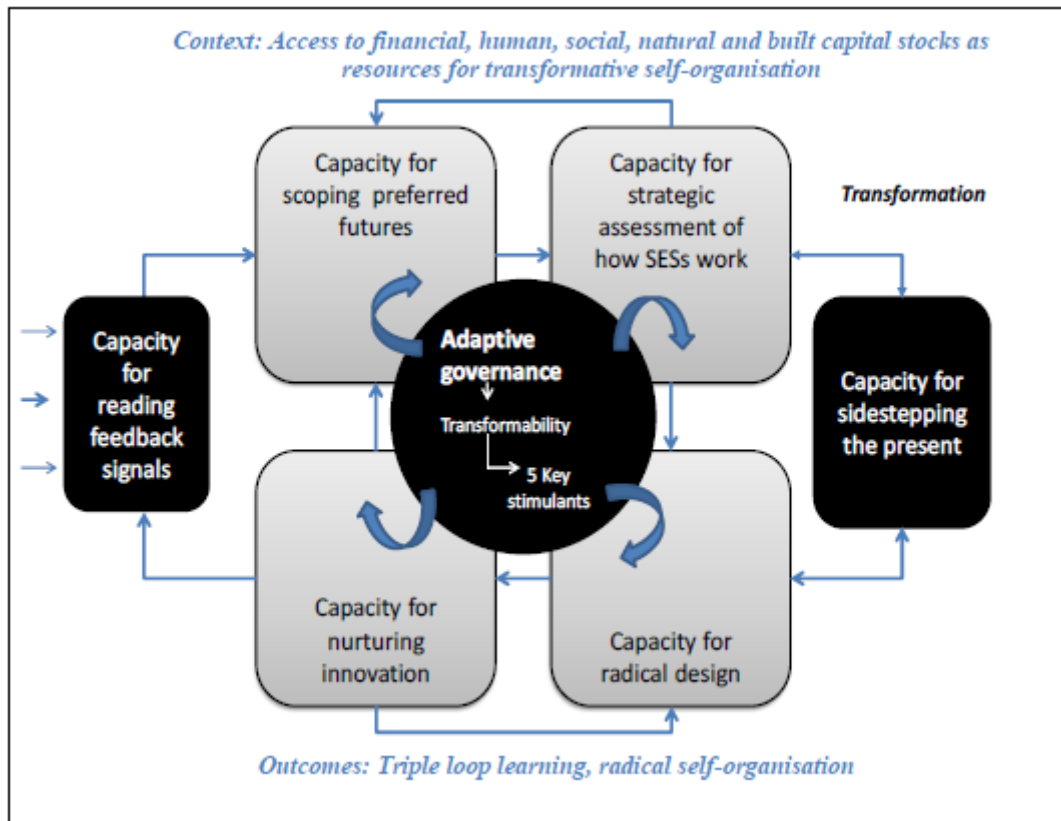 Context: Access to financial, human, social, natural and built capital stocks as
resources for transformative self-organisation
Capacity for
scoping preferred
futures
Capacity for
strategic
assessment of
how SESs work
Transformation
Capacity
for
reading
feedback
signals
Adaptive
governance
Transformability
5 Key
stimulants
Capacity for
sidestepping
the present
Capacity for
nurturing
innovation
Capacity for
radical design
Outcomes: Triple loop learning, radical self-organisation